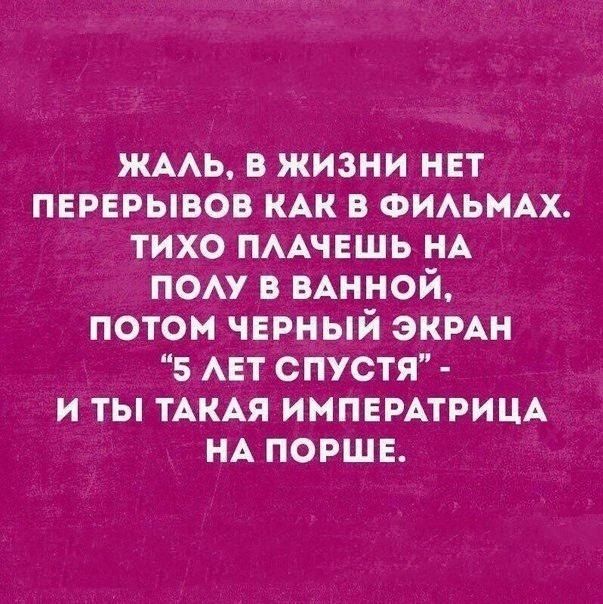 ЖАЛЬ, В ЖИЗНИ НЕТ
ПЕРЕРЫВОВ КАК В ФИЛЬМАХ.
ТИХО ПЛАЧЕШЬ НА
ПОЛУ В ВАННОЙ,
ПОТОМ ЧЕРНЫЙ ЭКРАН
“5 ЛЕТ СПУСТЯ” -
И ТЫ ТАКАЯ ИМПЕРАТРИЦА
НА ПОРШЕ.